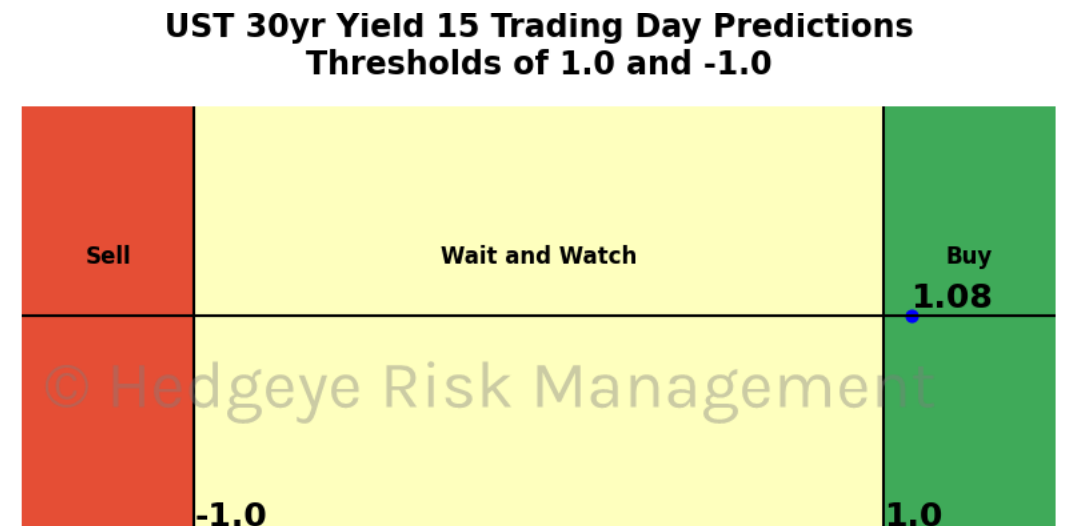 UST 30yr Yield 15 Trading Day Predictions
Thresholds of 1.0 and -1.0
Sell
Wait and Watch
Buy
1.08
© Hedgeye Risk Management
-1.0
1.0